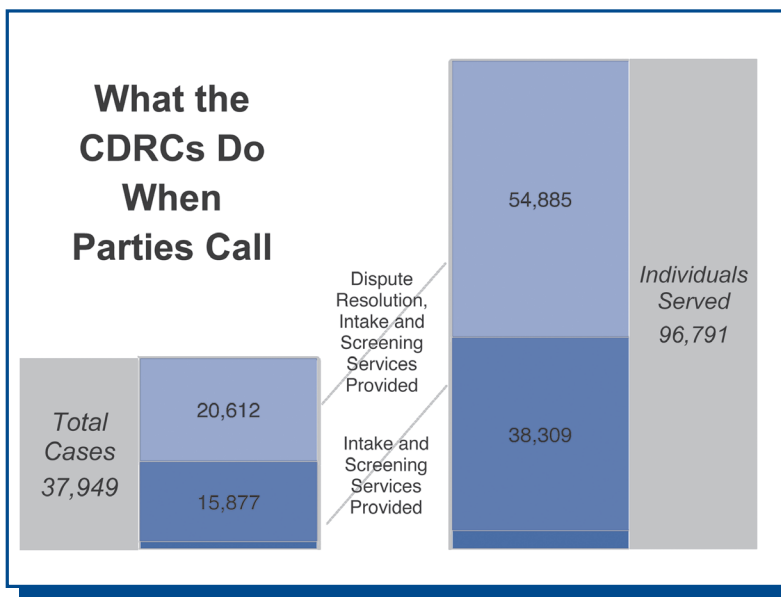 What the
CDRCs Do
When
Parties Call
Total
Cases
37,949
20,612
15,877
Dispute
Resolution,
Intake and
Screening
Services
Provided
Intake and
Screening
Services
Provided
54,885
38,309
Individuals
Served
96,791